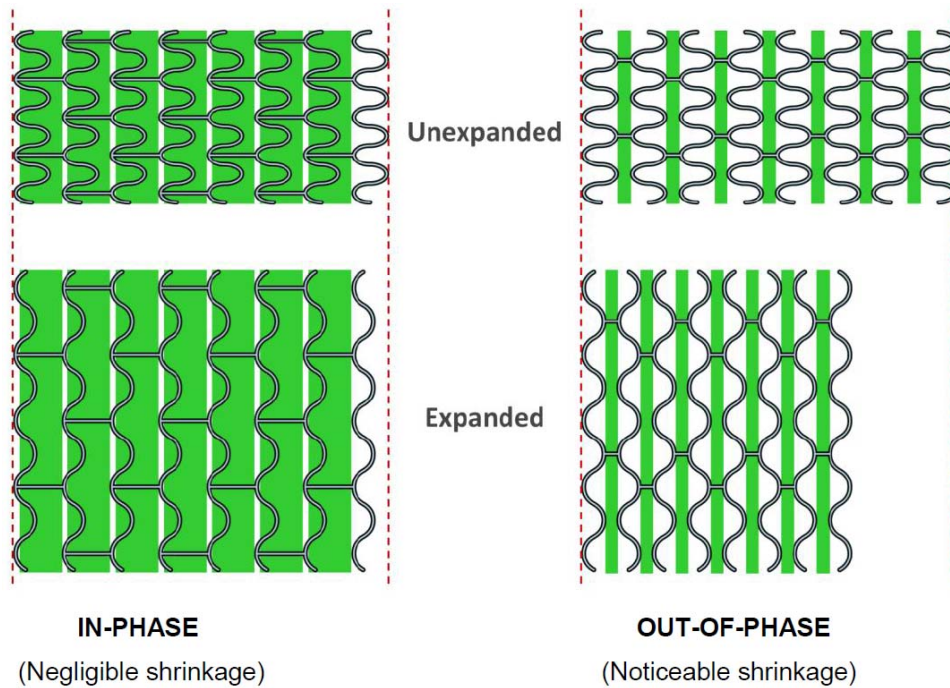 Unexpanded
Expanded
IN-PHASE
(Negligible shrinkage)
OUT-OF-PHASE
(Noticeable shrinkage)